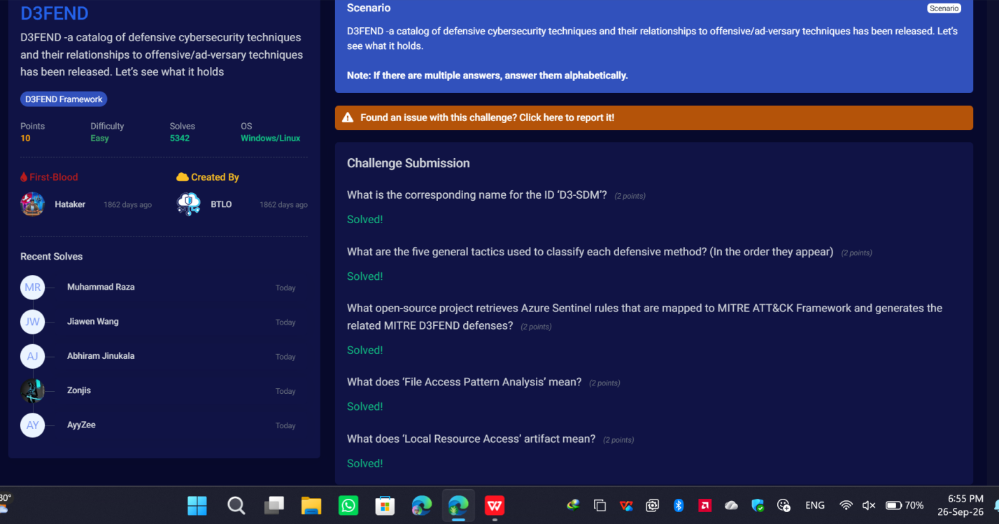 D3FEND
D3FEND -a catalog of defensive cybersecurity techniques
and their relationships to offensive/ad-versary techniques
has been released. Let's see what it holds
D3FEND Framework
Points
Difficulty
Solves
OS
10
Easy
5342
Windows/Linux
First-Blood
Created By
Hataker
1862 days ago
BTLO
1862 days ago
Recent Solves
MR
Muhammad Raza
Today
JW
Jiawen Wang
Today
AJ
Abhiram Jinukala
Today
Zonjis
Today
AY
AyyZee
Today
Scenario
Scenario
D3FEND -a catalog of defensive cybersecurity techniques and their relationships to offensive/ad-versary techniques has been released. Let's
see what it holds.
Note: If there are multiple answers, answer them alphabetically.
Found an issue with this challenge? Click here to report it!
Challenge Submission
What is the corresponding name for the ID 'D3-SDM'? (2 points)
Solved!
What are the five general tactics used to classify each defensive method? (In the order they appear) (2 points)
Solved!
What open-source project retrieves Azure Sentinel rules that are mapped to MITRE ATT&CK Framework and generates the
related MITRE D3FEND defenses? (2 points)
Solved!
What does 'File Access Pattern Analysis' mean? (2 points)
Solved!
What does 'Local Resource Access' artifact mean? (2 points)
Solved!
30°
ENG
70%
6:55 PM
26-Sep-26